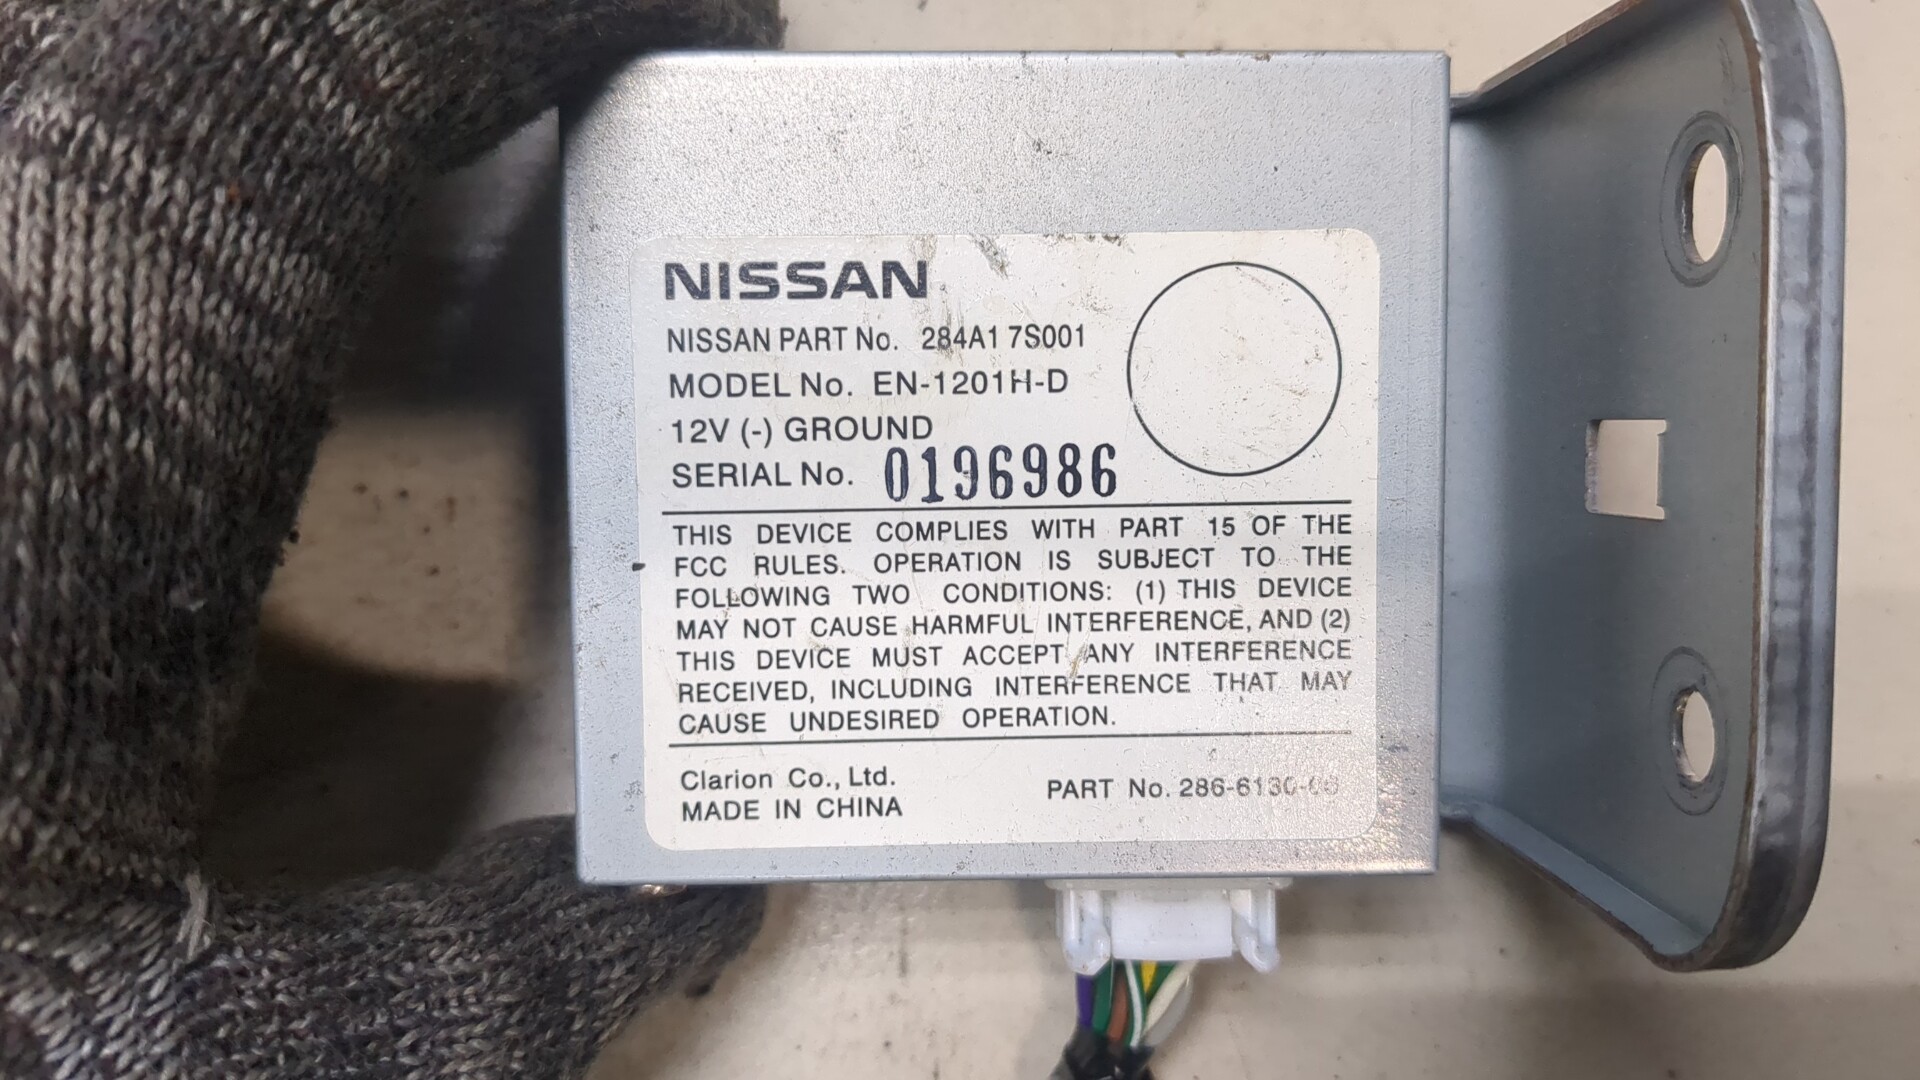 NISSAN
NISSAN PART No. 284A1 7S001
MODEL No. EN-1201H-D
12V (-) GROUND
SERIAL No. 0196986
THIS DEVICE COMPLIES WITH PART 15 OF THE
FCC RULES. OPERATION IS SUBJECT TO THE
FOLLOWING TWO CONDITIONS: (1) THIS DEVICE
MAY NOT CAUSE HARMFUL INTERFERENCE, AND (2)
THIS DEVICE MUST ACCEPT ANY INTERFERENCE
RECEIVED, INCLUDING INTERFERENCE THAT MAY
CAUSE UNDESIRED OPERATION.
Clarion Co., Ltd.
MADE IN CHINA
PART No.